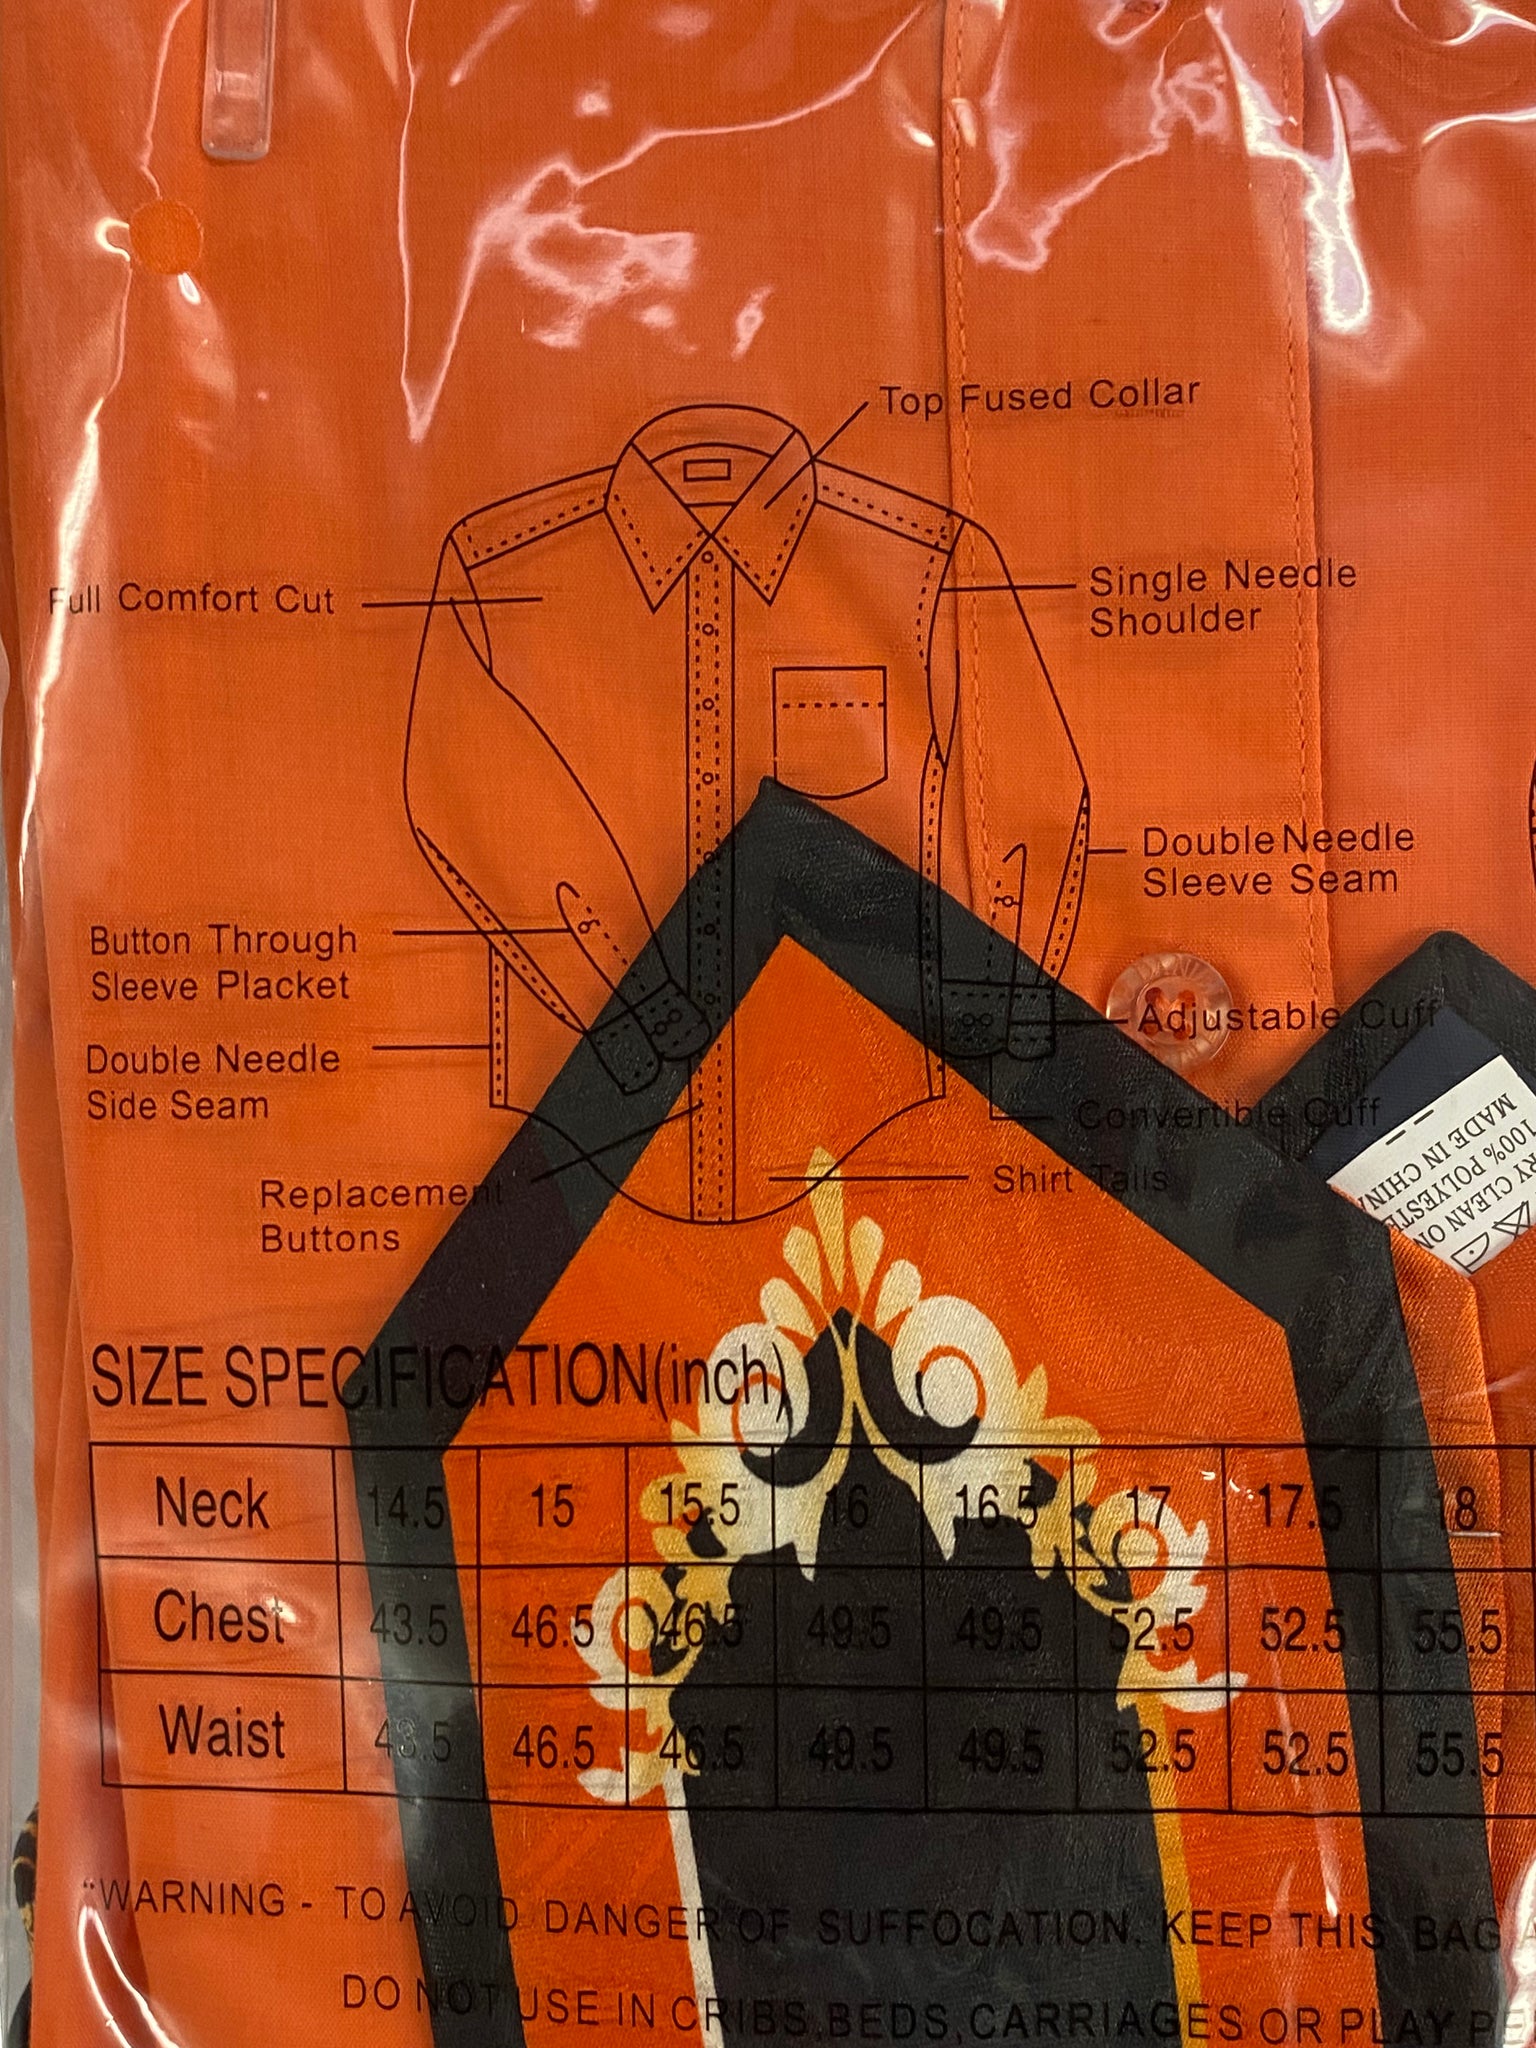 Top Fused Collar
Full Comfort Cut
Single Needle
Shoulder
Double Needle
Sleeve Seam
Button Through
Sleeve Placket
Adjustable Cuff
Double Needle
Side Seam
Convertible Cuff
Replacement
Buttons
Shirt Tails
MADE IN CHINA
100%
CLEAN
SIZE SPECIFICATION(inch)
Neck 14.5 15 15.5 16 16.5 17 17.5 18
Chest 43.5 46.5 46.5 49.5 49.5 52.5 52.5 55.5
Waist 43.5 46.5 46.5 49.5 49.5 52.5 52.5 55.5
"WARNING - TO AVOID DANGER OF SUFFOCATION. KEEP THIS BAG
DO NOT USE IN CRIBS,BEDS,CARRIAGES OR PLAY